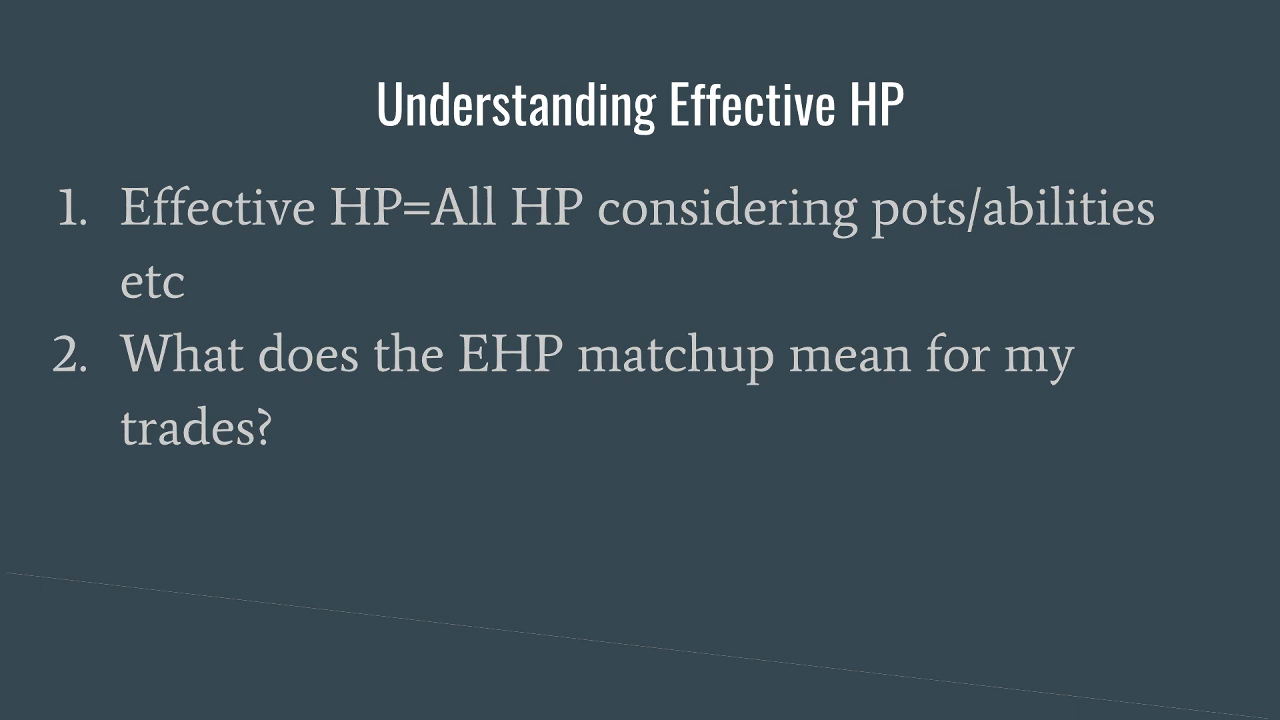 Understanding Effective HP
1. Effective HP=All HP considering pots/abilities
etc
2. What does the EHP matchup mean for my
trades?